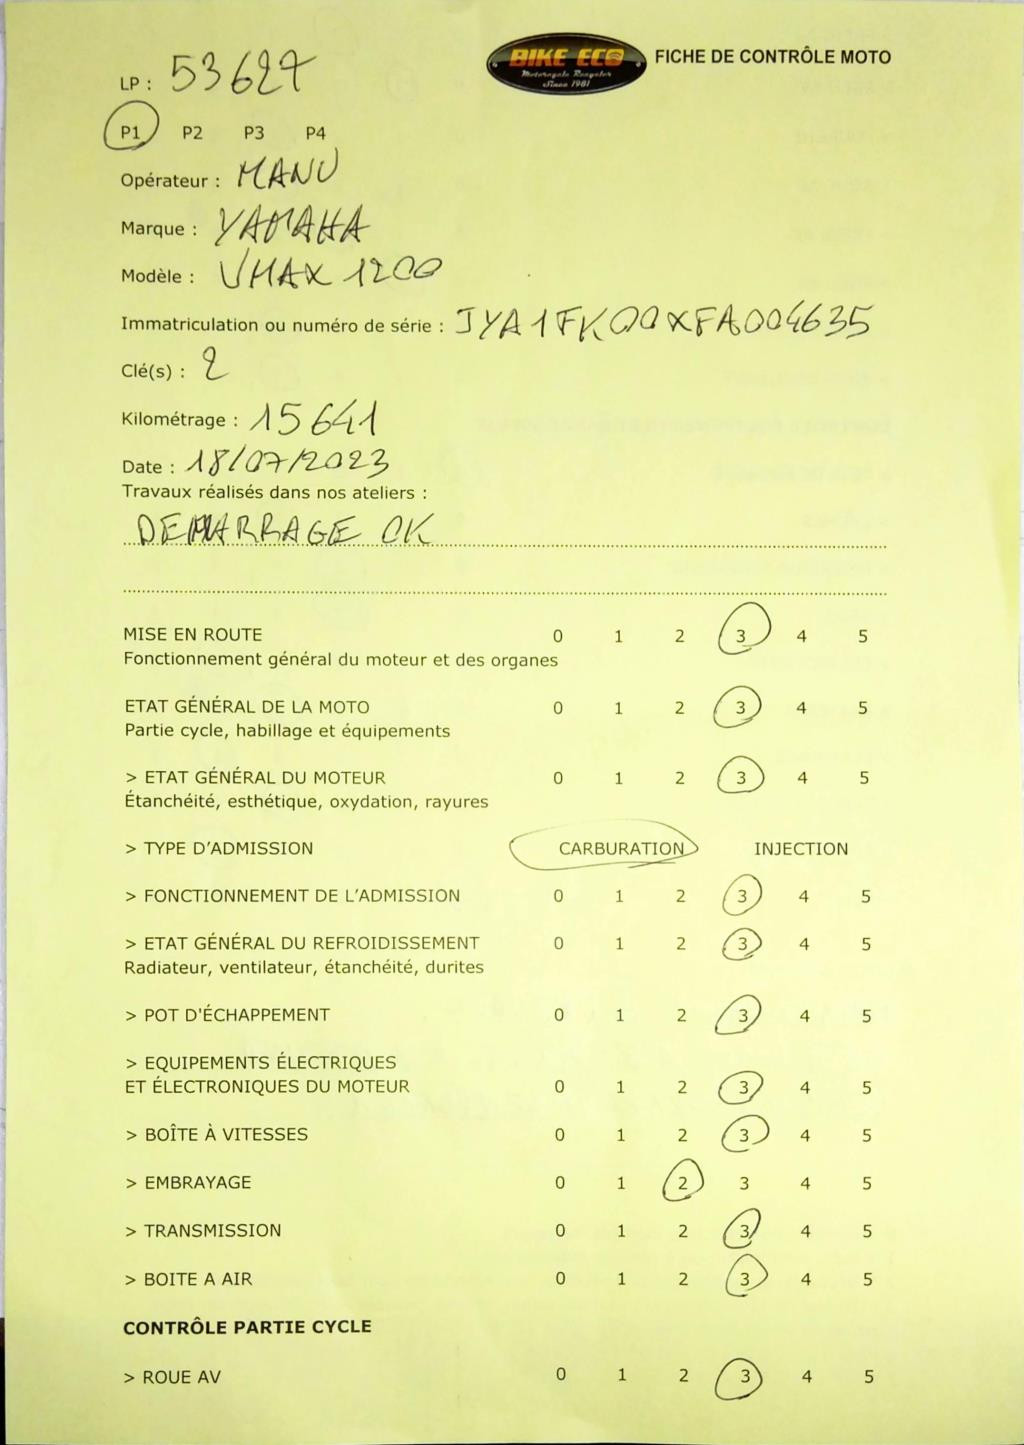 BIKE ECO
Motorcycle Recycler
Since 1981
FICHE DE CONTRÔLE MOTO
LP : 53627
P1 P2 P3 P4
Opérateur : MANU
Marque : YAMAHA
Modèle : VMAX 1200
Immatriculation ou numéro de série : JYA1FK00XFA004635
Clé(s) : 2
Kilométrage : 15641
Date : 18/07/2023
Travaux réalisés dans nos ateliers :
DEMARRAGE OK
MISE EN ROUTE 0 1 2 3 4 5
Fonctionnement général du moteur et des organes
ETAT GÉNÉRAL DE LA MOTO 0 1 2 3 4 5
Partie cycle, habillage et équipements
> ETAT GÉNÉRAL DU MOTEUR 0 1 2 3 4 5
Étanchéité, esthétique, oxydation, rayures
> TYPE D'ADMISSION CARBURATION INJECTION
> FONCTIONNEMENT DE L'ADMISSION 0 1 2 3 4 5
> ETAT GÉNÉRAL DU REFROIDISSEMENT 0 1 2 3 4 5
Radiateur, ventilateur, étanchéité, durites
> POT D'ÉCHAPPEMENT 0 1 2 3 4 5
> EQUIPEMENTS ÉLECTRIQUES
ET ÉLECTRONIQUES DU MOTEUR 0 1 2 3 4 5
> BOÎTE À VITESSES 0 1 2 3 4 5
> EMBRAYAGE 0 1 2 3 4 5
> TRANSMISSION 0 1 2 3 4 5
> BOITE A AIR 0 1 2 3 4 5
CONTRÔLE PARTIE CYCLE
> ROUE AV 0 1 2 3 4 5